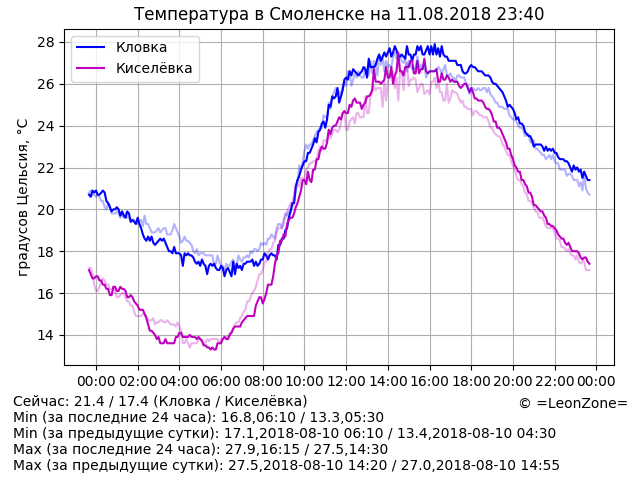 Температура в Смоленске на 11.08.2018 23:40
Кловка
Киселёвка
градусов Цельсия, °C
28
26
24
22
20
18
16
14
00:00 02:00 04:00 06:00 08:00 10:00 12:00 14:00 16:00 18:00 20:00 22:00 00:00
Сейчас: 21.4 / 17.4 (Кловка / Киселёвка)
© =LeonZone=
Min (за последние 24 часа): 16.8,06:10 / 13.3,05:30
Min (за предыдущие сутки): 17.1,2018-08-10 06:10 / 13.4,2018-08-10 04:30
Max (за последние 24 часа): 27.9,16:15 / 27.5,14:30
Max (за предыдущие сутки): 27.5,2018-08-10 14:20 / 27.0,2018-08-10 14:55